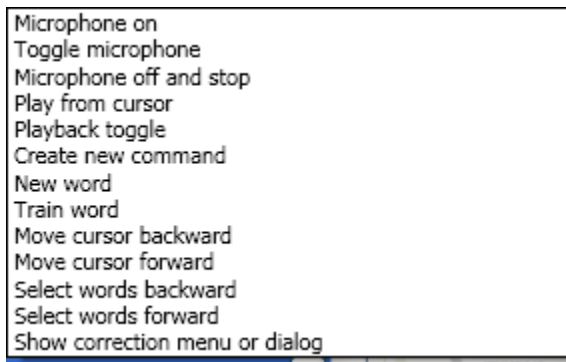 Microphone on
Toggle microphone
Microphone off and stop
Play from cursor
Playback toggle
Create new command
New word
Train word
Move cursor backward
Move cursor forward
Select words backward
Select words forward
Show correction menu or dialog